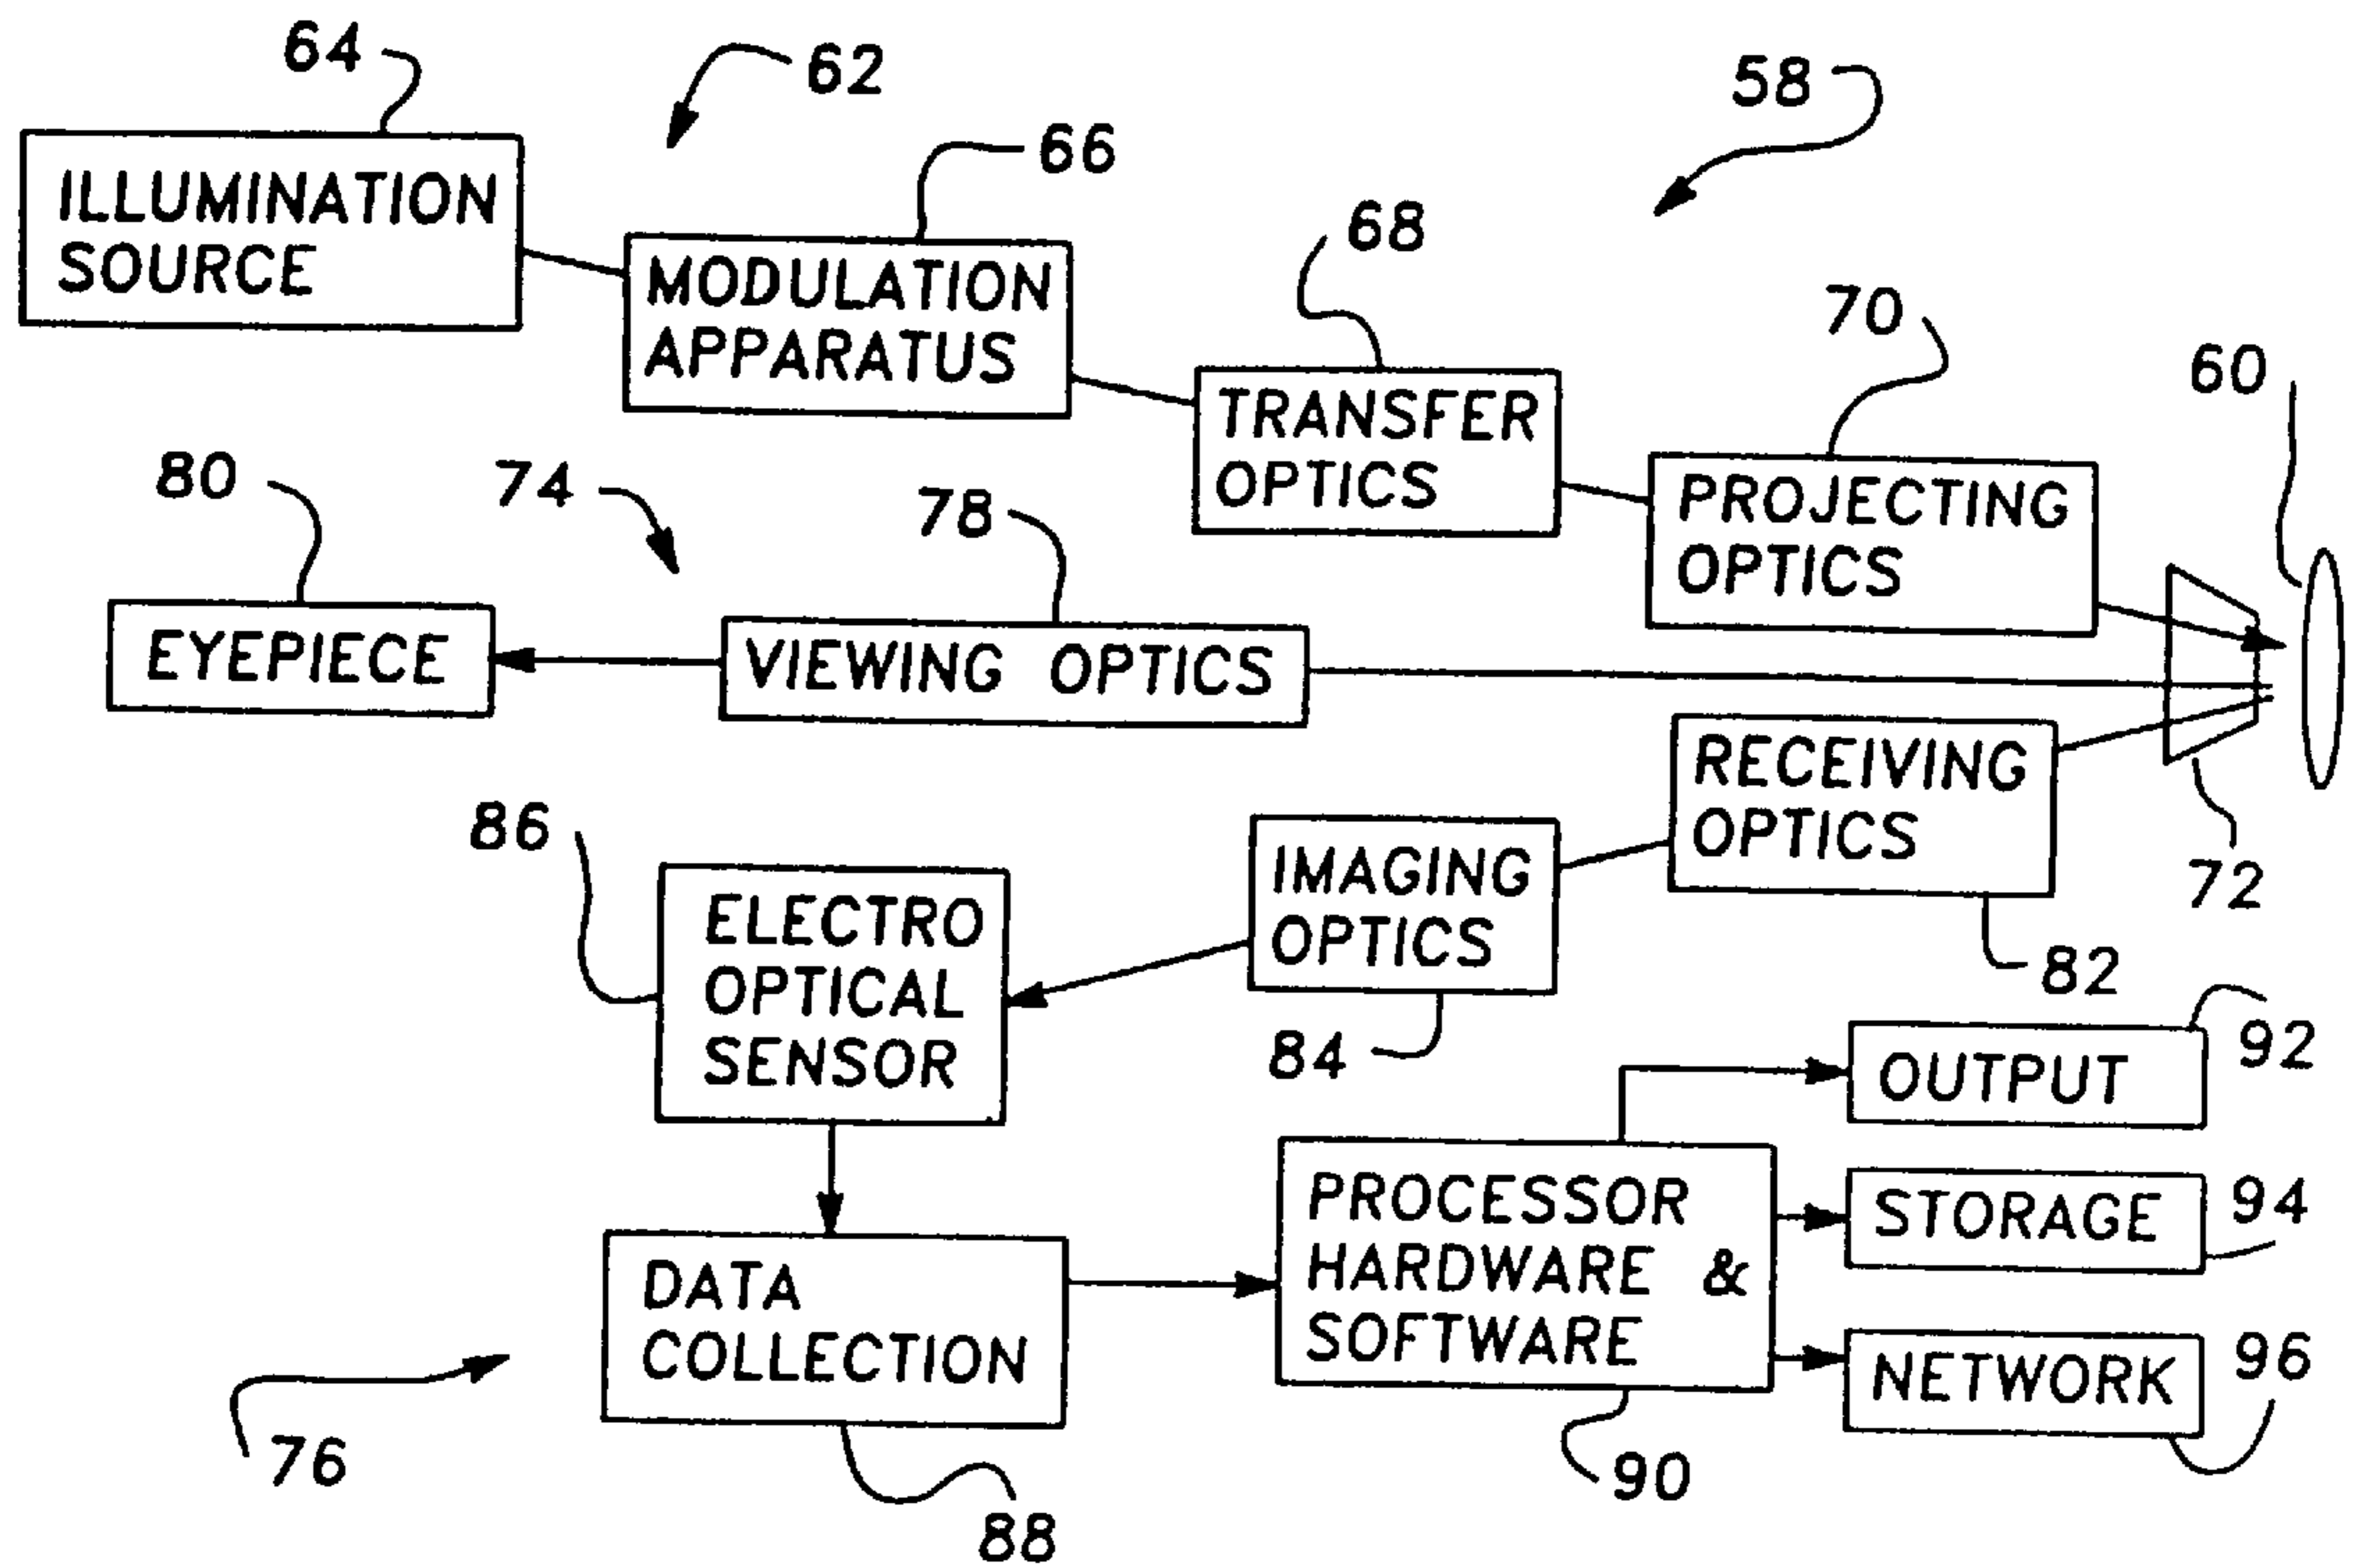 64
62
58
66
ILLUMINATION
SOURCE
68
MODULATION
APPARATUS
70
60
TRANSFER
OPTICS
80
74
78
PROJECTING
OPTICS
EYEPIECE
VIEWING OPTICS
RECEIVING
OPTICS
86
72
IMAGING
OPTICS
ELECTRO
OPTICAL
SENSOR
82
84
92
OUTPUT
PROCESSOR
HARDWARE &
SOFTWARE
STORAGE
94
DATA
COLLECTION
NETWORK
96
76
90
88